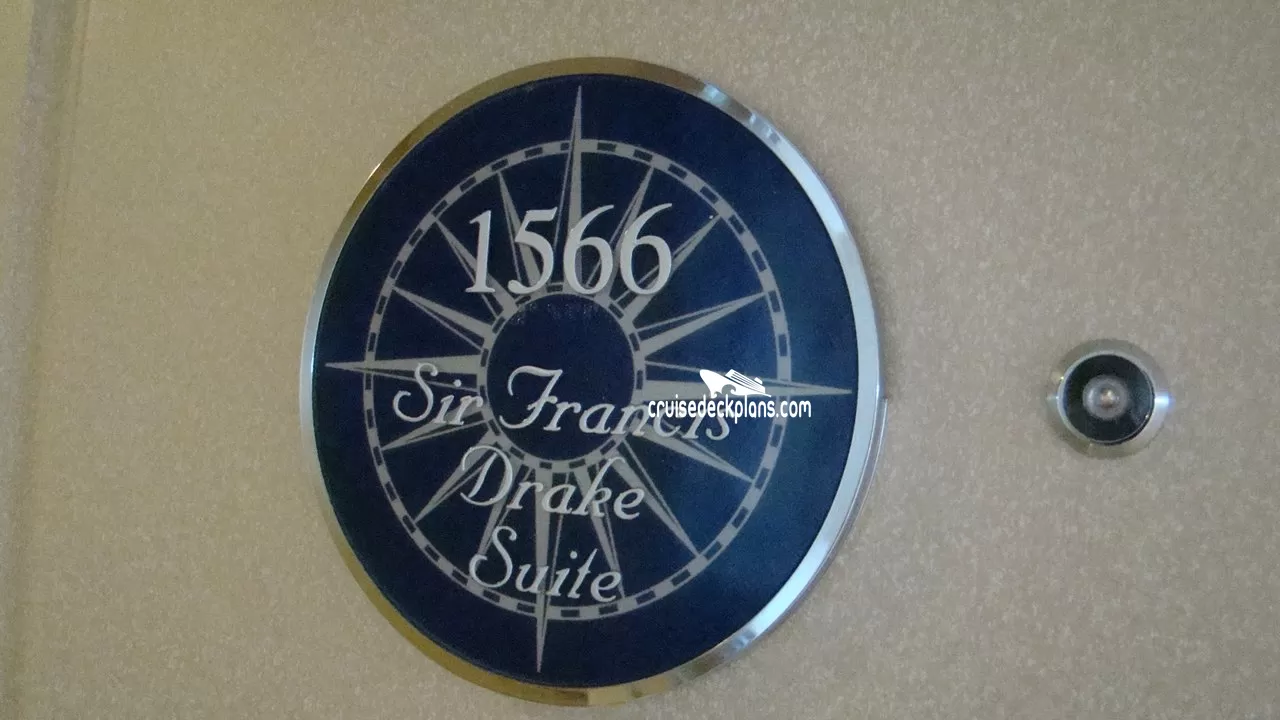 1566
Sir Francis
cruisedeckplans.com
Drake
Suite